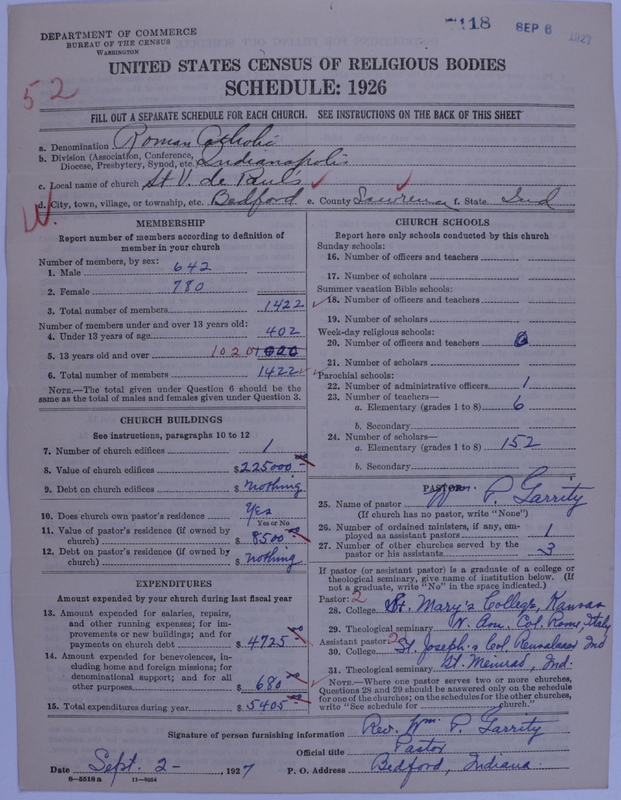 DEPARTMENT OF COMMERCE
BUREAU OF THE CENSUS
WASHINGTON
118 SEP 6 1927
UNITED STATES CENSUS OF RELIGIOUS BODIES
SCHEDULE: 1926
52
FILL OUT A SEPARATE SCHEDULE FOR EACH CHURCH. SEE INSTRUCTIONS ON THE BACK OF THIS SHEET
a. Denomination Roman Catholic
b. Division (Association, Conference, Diocese, Presbytery, Synod, etc. Indianapolis
c. Local name of church St V. de Paul's
d. City, town, village, or township, etc. Bedford e. County Lawrence f. State Ind
W.
MEMBERSHIP
Report number of members according to definition of
member in your church
Number of members, by sex:
1. Male 642
2. Female 780
3. Total number of members 1422
Number of members under and over 13 years old:
4. Under 13 years of age 402
5. 13 years old and over 1020
6. Total number of members 1422
NOTE.—The total given under Question 6 should be
same as the total of males and females given under Question 3.
CHURCH BUILDINGS
See instructions, paragraphs 10 to 12
7. Number of church edifices 1
8. Value of church edifices $ 225000
9. Debt on church edifices $ Nothing
10. Does church own pastor's residence Yes
Yes or No
11. Value of pastor's residence (if owned by
church) $ 8500
12. Debt on pastor's residence (if owned by
church) $ nothing
EXPENDITURES
Amount expended by your church during last fiscal year
13. Amount expended for salaries, repairs,
and other running expenses; for im-
provements or new buildings; and for
payments on church debt $ 4725
14. Amount expended for benevolences, in-
cluding home and foreign missions; for
denominational support; and for all
other purposes $ 680
15. Total expenditures during year $ 5405
CHURCH SCHOOLS
Report here only schools conducted by this church
Sunday schools:
16. Number of officers and teachers
17. Number of scholars
Summer vacation Bible schools:
18. Number of officers and teachers
19. Number of scholars
Week-day religious schools:
20. Number of officers and teachers
21. Number of scholars
Parochial schools:
22. Number of administrative officers 1
23. Number of teachers—
a. Elementary (grades 1 to 8) 6
b. Secondary
24. Number of scholars—
a. Elementary (grades 1 to 8) 152
b. Secondary
PASTOR
25. Name of pastor Wm. P. Garrity
(If church has no pastor, write "None")
26. Number of ordained ministers, if any, em-
ployed as assistant pastors 1
27. Number of other churches served by the
pastor or his assistants 3
If pastor (or assistant pastor) is a graduate of a college or
theological seminary, give name of institution below. (If
not a graduate, write "No" in the space indicated.)
Pastor: 2
28. College St. Mary's College, Kansas
29. Theological seminary N. Am. Col. Rome, Italy
Assistant pastor: 2
30. College St. Joseph's Col Rensselaer Ind
31. Theological seminary St. Meinrad, Ind.
NOTE.—Where one pastor serves two or more churches,
Questions 28 and 29 should be answered only on the schedule
for one of the churches; on the schedules for the other churches,
write "See schedule for church."
Signature of person furnishing information Rev. Wm. P. Garrity
Official title Pastor
Date Sept. 2 -, 1927 P. O. Address Bedford, Indiana.
8-5518a 11-9054